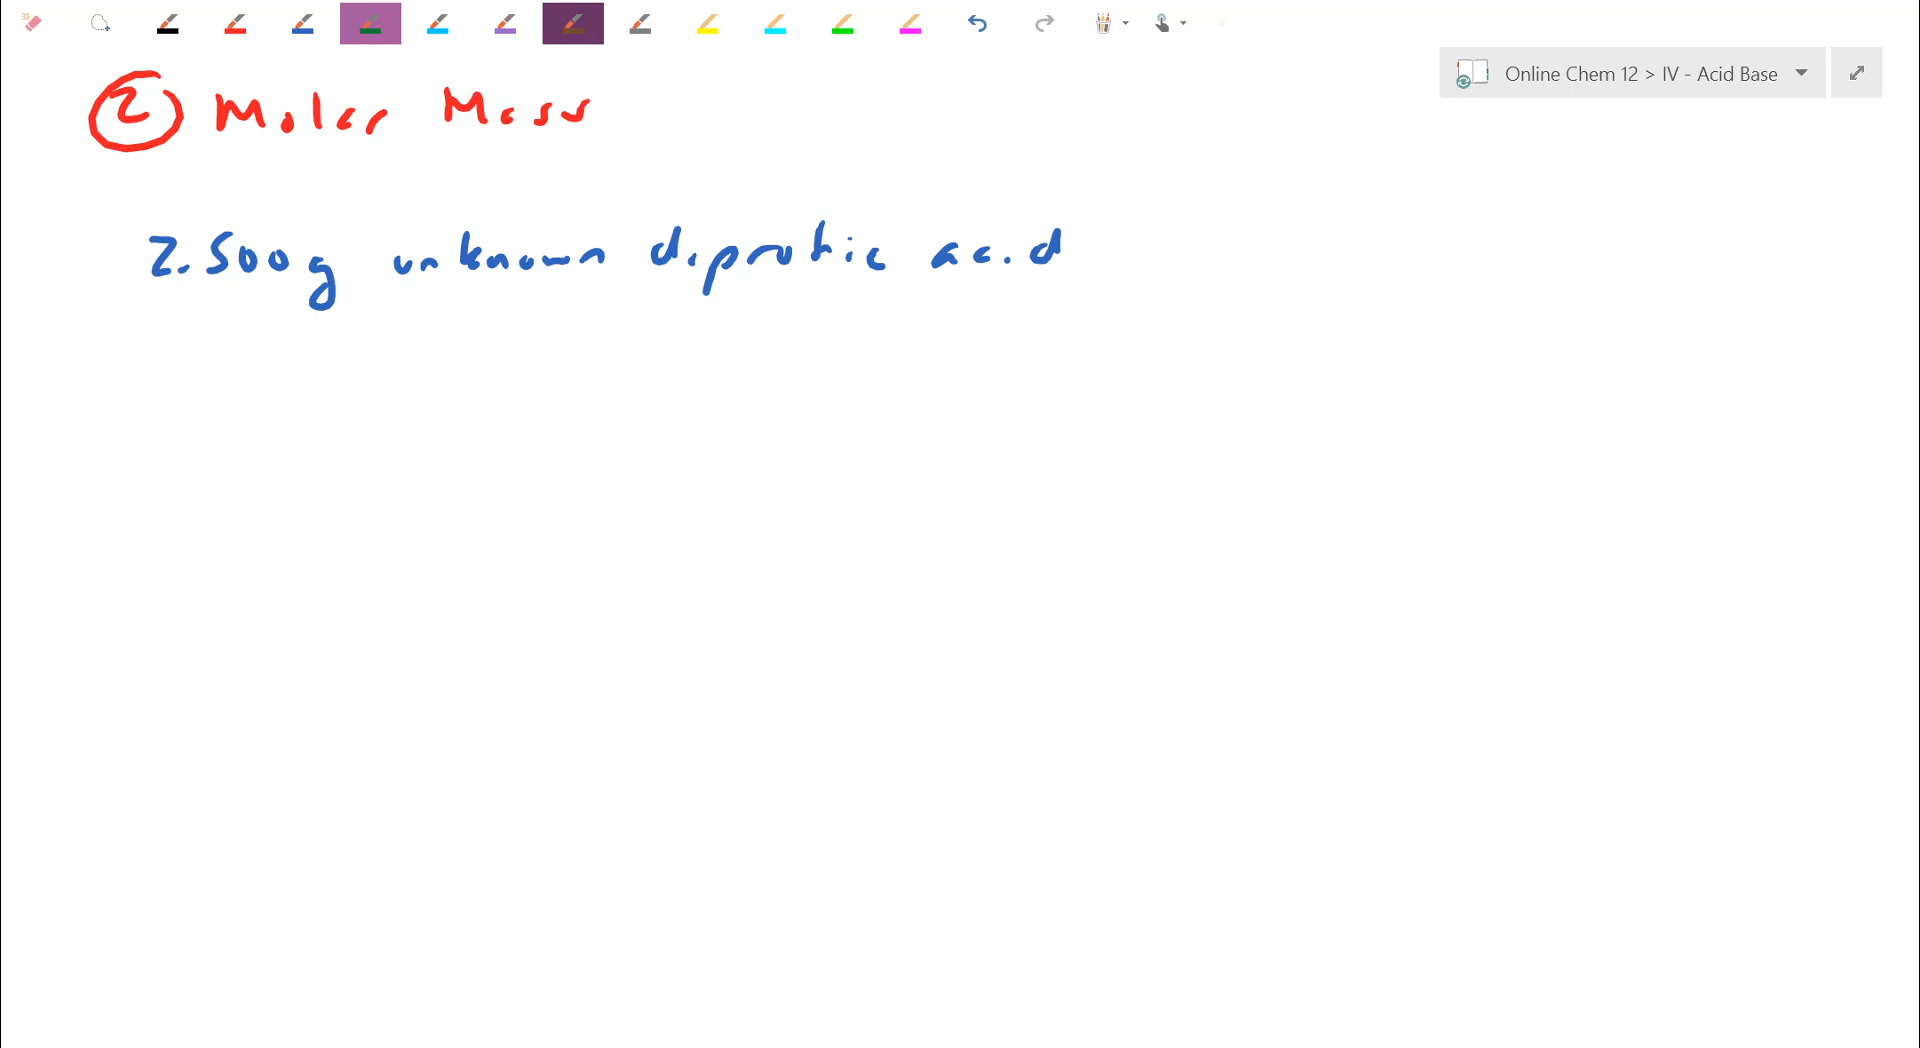 Online Chem 12 > IV - Acid Base
② Molar Mass
2.500g unknown diprotic acid